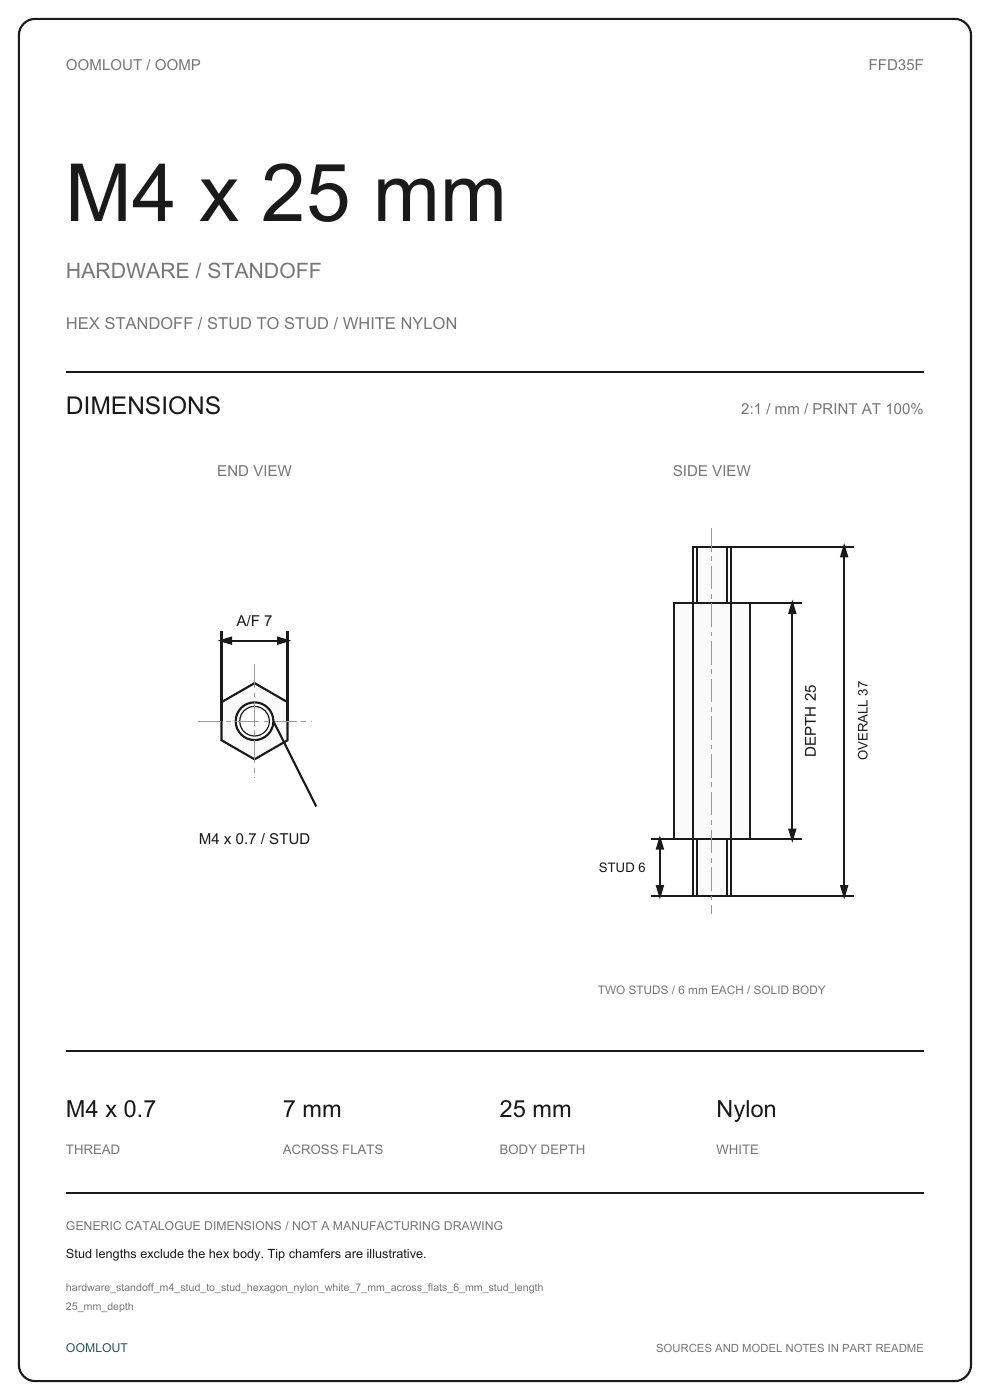 OOMLOUT / OOMP
FFD35F
M4 x 25 mm
HARDWARE / STANDOFF
HEX STANDOFF / STUD TO STUD / WHITE NYLON
DIMENSIONS
2:1 / mm / PRINT AT 100%
END VIEW
SIDE VIEW
A/F 7
M4 x 0.7 / STUD
DEPTH 25
OVERALL 37
STUD 6
TWO STUDS / 6 mm EACH / SOLID BODY
M4 x 0.7
THREAD
7 mm
ACROSS FLATS
25 mm
BODY DEPTH
Nylon
WHITE
GENERIC CATALOGUE DIMENSIONS / NOT A MANUFACTURING DRAWING
Stud lengths exclude the hex body. Tip chamfers are illustrative.
hardware_standoff_m4_stud_to_stud_hexagon_nylon_white_7_mm_across_flats_6_mm_stud_length
25_mm_depth
OOMLOUT
SOURCES AND MODEL NOTES IN PART README